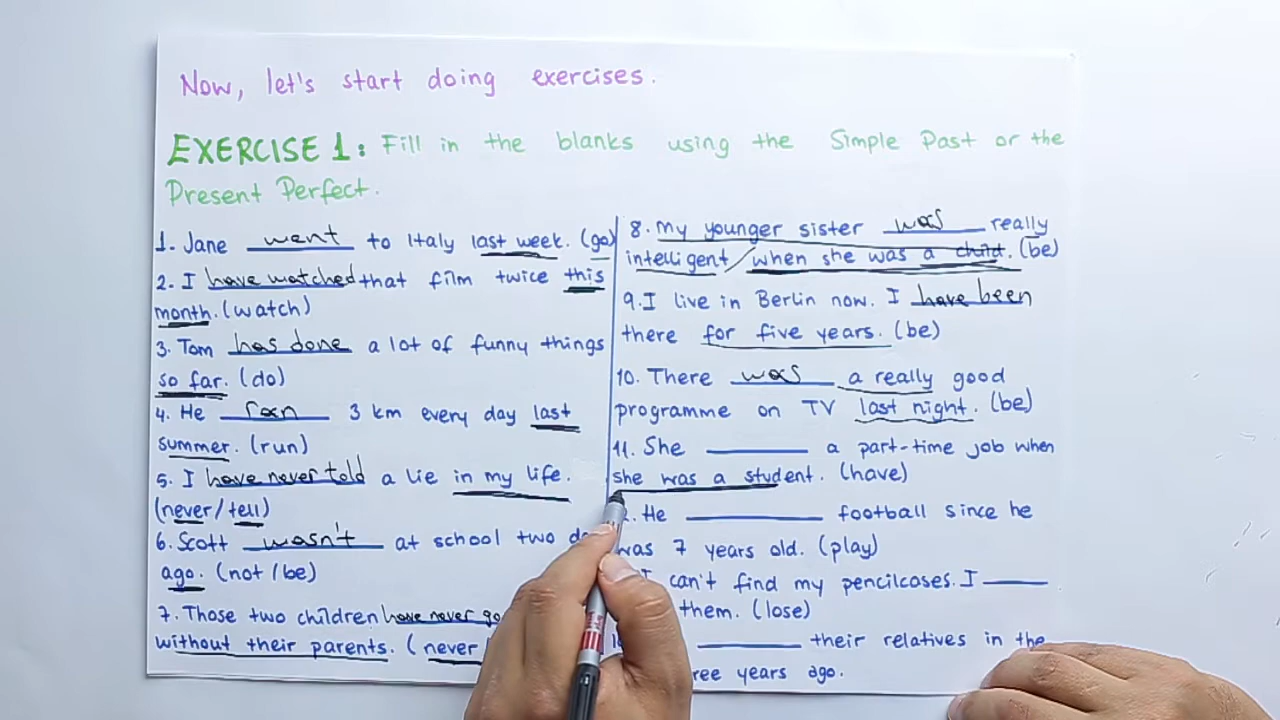 Now, let's start doing exercises.
EXERCISE 1: Fill in the blanks using the Simple Past or the
Present Perfect.
1. Jane went to Italy last week. (go)
2. I have watched that film twice this
month. (watch)
3. Tom has done a lot of funny things
so far. (do)
4. He ran 3 km every day last
summer. (run)
5. I have never told a lie in my life.
(never/tell)
6. Scott wasn't at school two
ago. (not/be)
7. Those two children have never
without their parents. (never
8. My younger sister was really
intelligent / when she was a child. (be)
9. I live in Berlin now. I have been
there for five years. (be)
10. There was a really good
programme on TV last night. (be)
11. She ______ a part-time job when
she was a student. (have)
He ______ football since he
was 7 years old. (play)
I can't find my pencilcases. I ______
them. (lose)
______ their relatives in the
years ago.